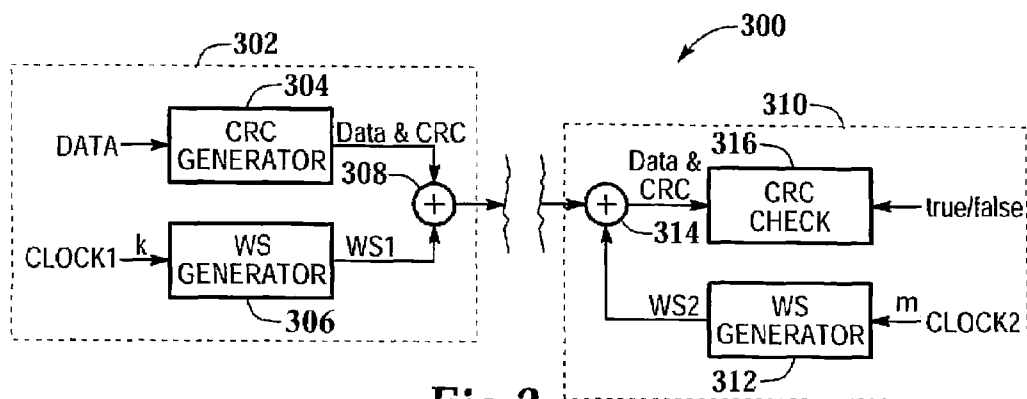 302
300
304
310
DATA
CRC
GENERATOR
Data & CRC
308
+
316
Data &
CRC
CRC
CHECK
+
314
true/false
CLOCK1
k
WS
GENERATOR
WS1
306
WS2
WS
GENERATOR
m
CLOCK2
312